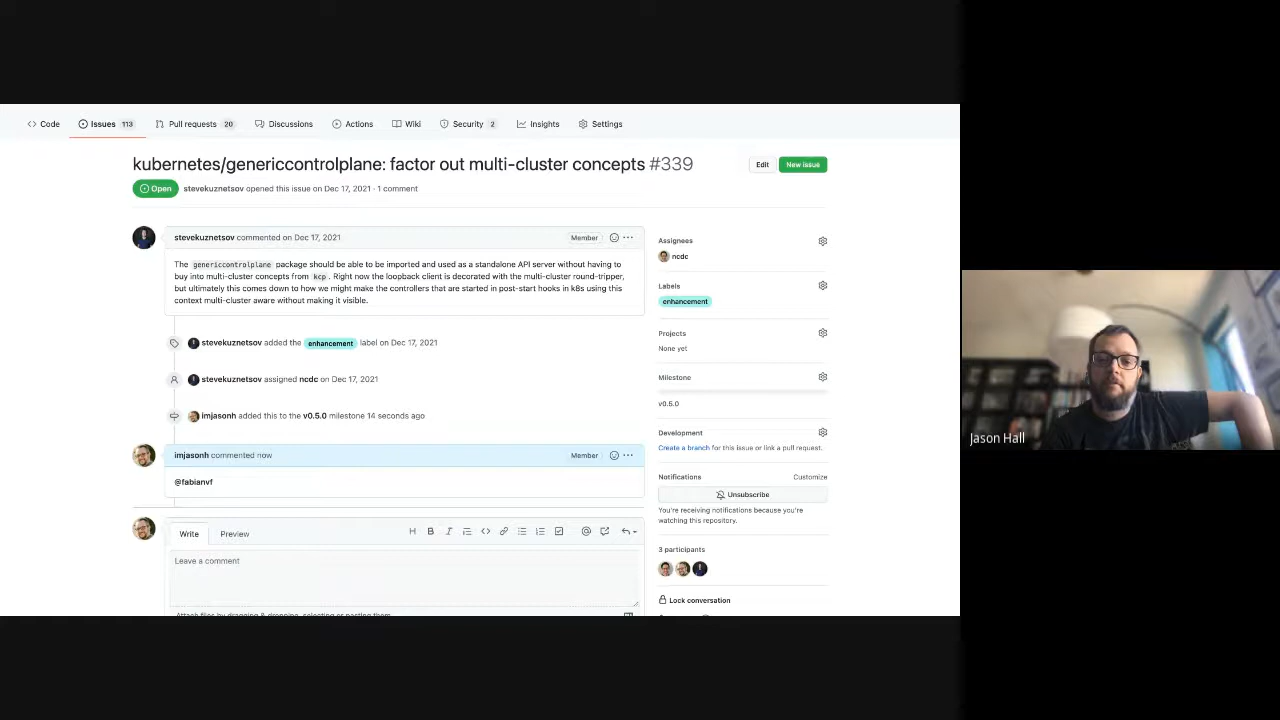 Code Issues 113 Pull requests 20 Discussions Actions Wiki Security 2 Insights Settings
kubernetes/genericcontrolplane: factor out multi-cluster concepts #339
Edit New issue
Open stevekuznetsov opened this issue on Dec 17, 2021 · 1 comment
stevekuznetsov commented on Dec 17, 2021 Member
The genericcontrolplane package should be able to be imported and used as a standalone API server without having to
buy into multi-cluster concepts from kcp. Right now the loopback client is decorated with the multi-cluster round-tripper,
but ultimately this comes down to how we might make the controllers that are started in post-start hooks in k8s using this
context multi-cluster aware without making it visible.
stevekuznetsov added the enhancement label on Dec 17, 2021
stevekuznetsov assigned ncdc on Dec 17, 2021
imjasonh added this to the v0.5.0 milestone 14 seconds ago
imjasonh commented now Member
@fabianvf
Write Preview
Leave a comment
Attach files by dragging & dropping, selecting or pasting them.
Assignees
ncdc
Labels
enhancement
Projects
None yet
Milestone
v0.5.0
Development
Create a branch for this issue or link a pull request.
Notifications Customize
Unsubscribe
You're receiving notifications because you're
watching this repository.
3 participants
Lock conversation
Jason Hall